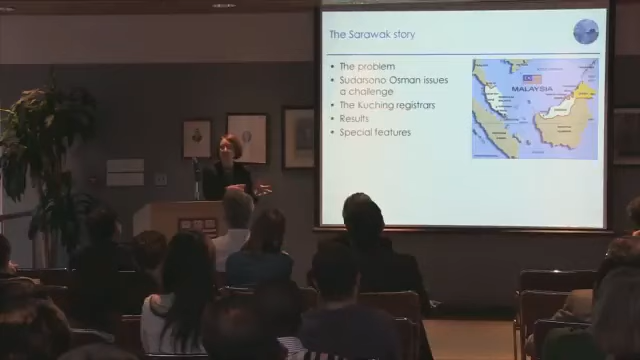 The Sarawak story
• The problem
• Sudarsono Osman issues
a challenge
• The Kuching registrars
• Results
• Special features
MALAYSIA